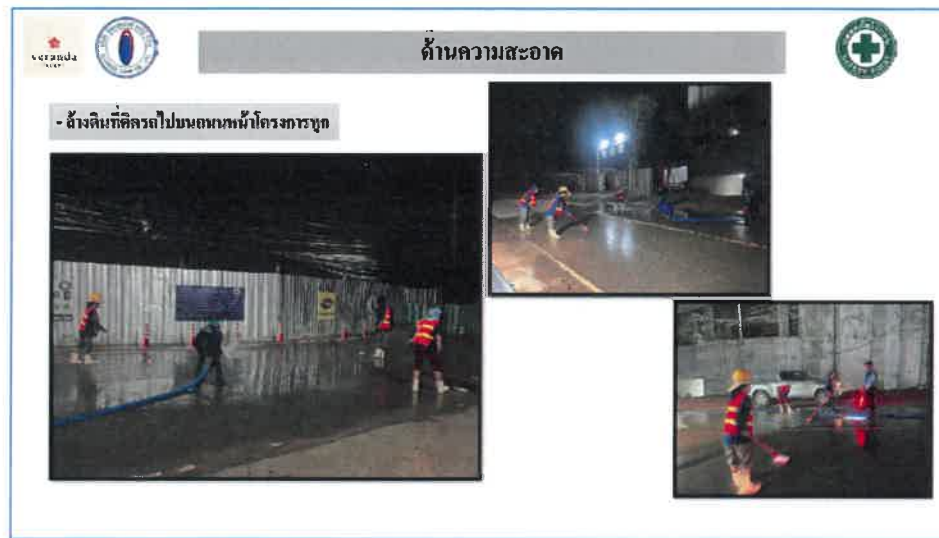 veranda
ด้านความสะอาด
- ล้างดินที่ติดรถไปบนถนนหน้าโครงการทุก